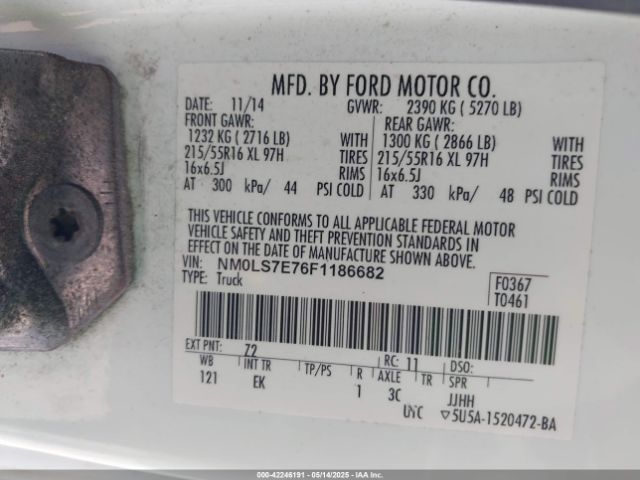 MFD. BY FORD MOTOR CO.
DATE: 11/14 GVWR: 2390 KG ( 5270 LB)
FRONT GAWR: REAR GAWR:
1232 KG ( 2716 LB) WITH 1300 KG ( 2866 LB) WITH
215/55R16 XL 97H TIRES 215/55R16 XL 97H TIRES
16x6.5J RIMS 16x6.5J RIMS
AT 300 kPa/ 44 PSI COLD AT 330 kPa/ 48 PSI COLD
THIS VEHICLE CONFORMS TO ALL APPLICABLE FEDERAL MOTOR
VEHICLE SAFETY AND THEFT PREVENTION STANDARDS IN
EFFECT ON THE DATE OF MANUFACTURE SHOWN ABOVE.
VIN: NM0LS7E76F1186682
TYPE: Truck
F0367
T0461
EXT PNT: Z2 RC: 11 DSO:
WB INT TR TP/PS R AXLE TR SPR
121 EK 1 3C JJHH
UYC ▽5U5A-1520472-BA
000-42246191 - 05/14/2025 - IAAI.COM